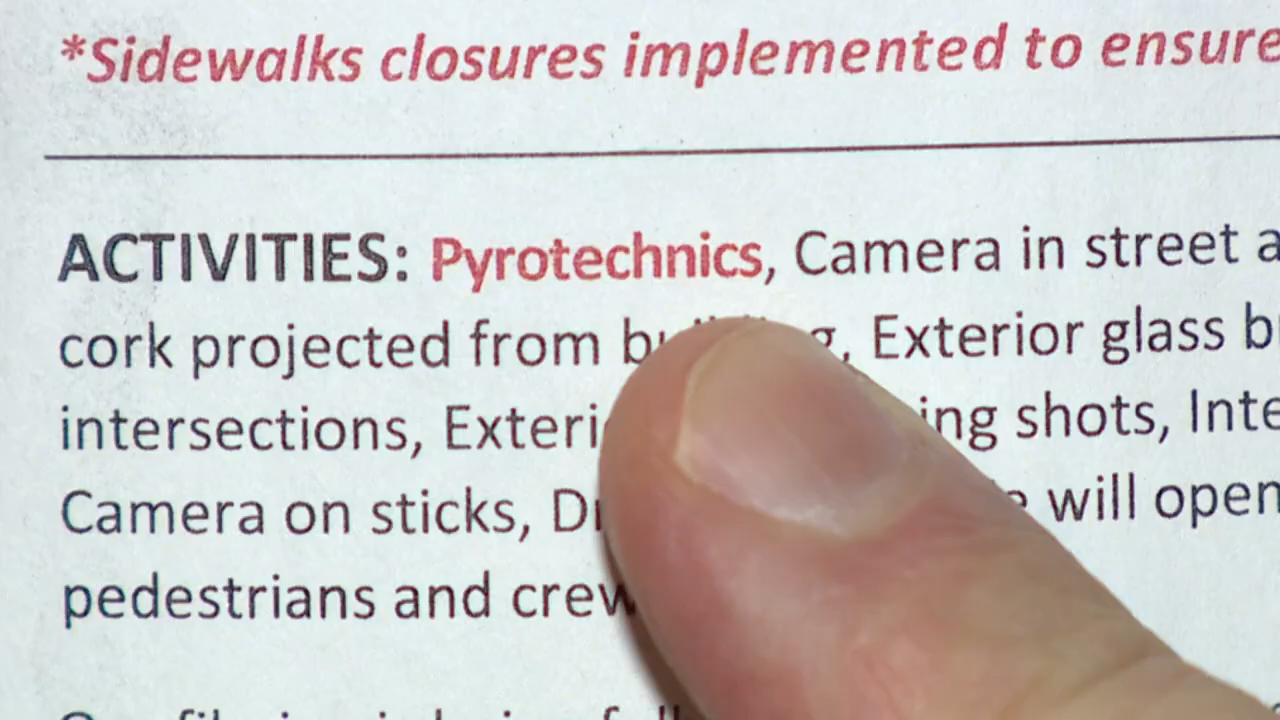 *Sidewalks closures implemented to ensure
ACTIVITIES: Pyrotechnics, Camera in street a
cork projected from building, Exterior glass b
intersections, Exteri ing shots, Inte
Camera on sticks, D will open
pedestrians and crew